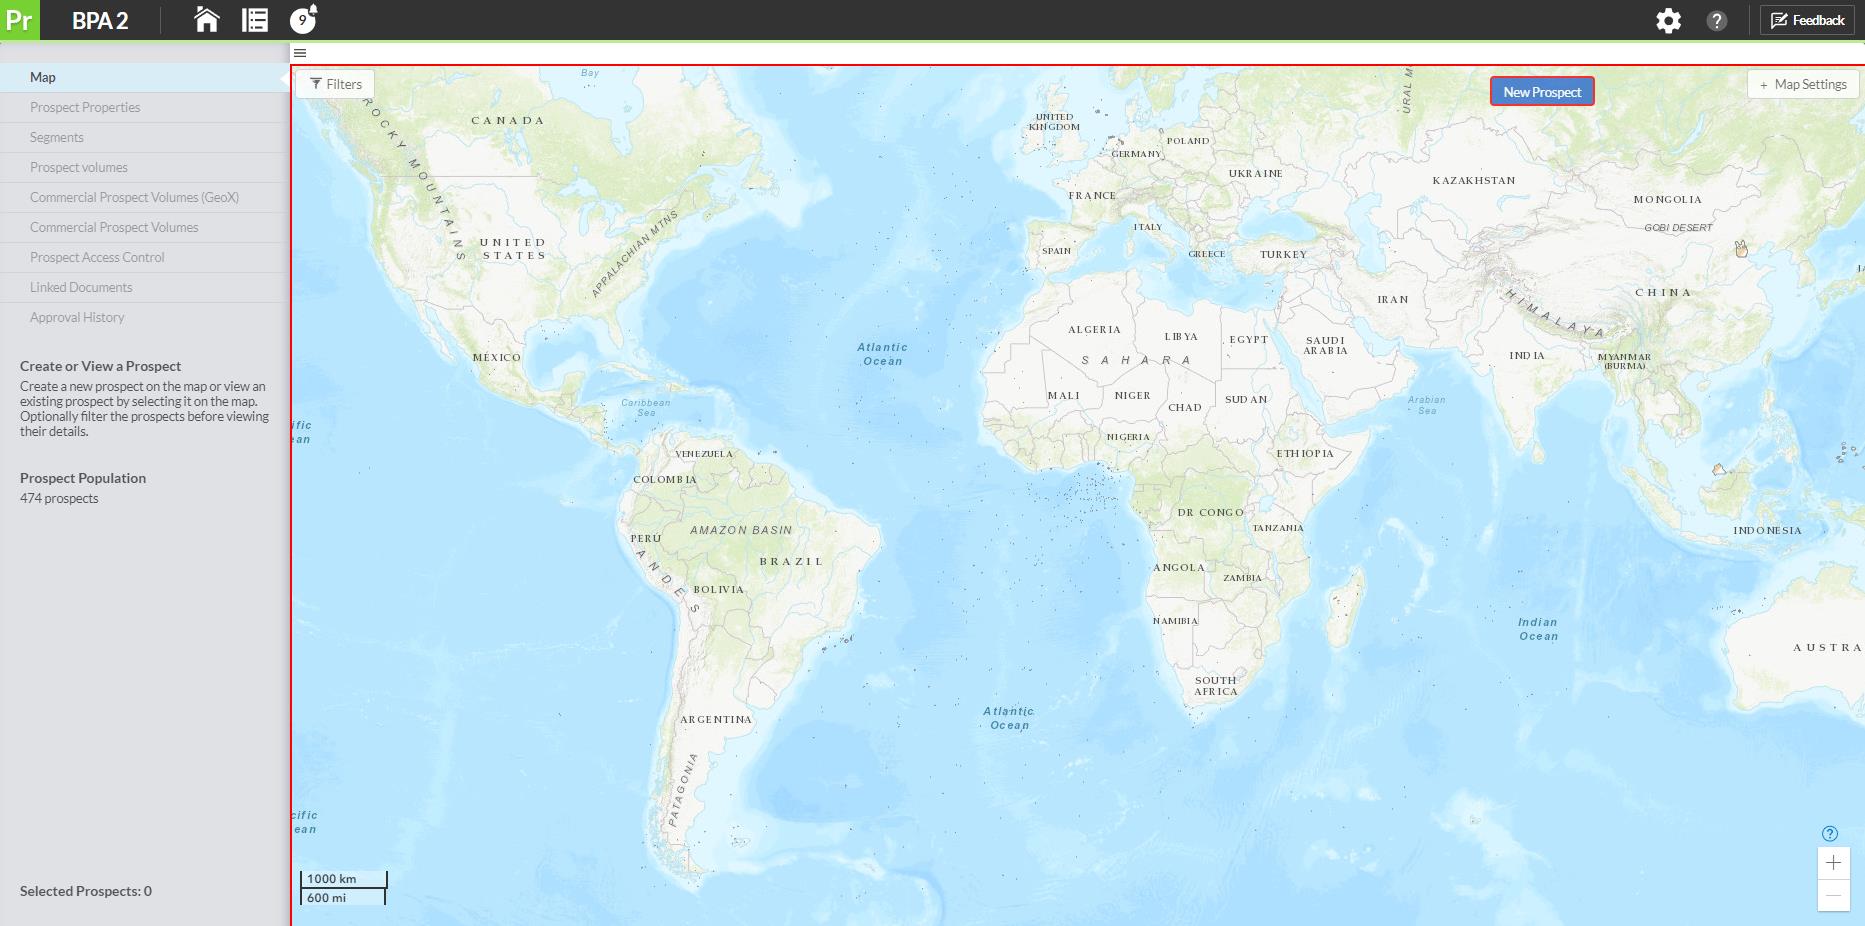 Pr
BPA 2
9
?
Feedback
Map
Prospect Properties
Segments
Prospect volumes
Commercial Prospect Volumes (GeoX)
Commercial Prospect Volumes
Prospect Access Control
Linked Documents
Approval History
Create or View a Prospect
Create a new prospect on the map or view an
existing prospect by selecting it on the map.
Optionally filter the prospects before viewing
their details.
Prospect Population
474 prospects
Selected Prospects: 0
Filters
New Prospect
+ Map Settings
Bay
URAL M
ROCKY MOUNTAINS
CANADA
UNITED
KINGDOM
POLAND
GERMANY
UKRAINE
KAZAKHSTAN
FRANCE
MONGOLIA
GOBI DESERT
APPALACHIAN MTNS
ITALY
UNITED
STATES
SPAIN
GREECE
TURKEY
CHINA
IRAN
HIMALAYA
ALGERIA
LIBYA
EGYPT
SAUDI
ARABIA
Atlantic
Ocean
MÉXICO
SAHARA
INDIA
MYANMAR
(BURMA)
MALI
NIGER
CHAD
SUDAN
Caribbean
Sea
Arabian
Sea
ific
an
NIGERIA
VENEZUELA
ETHIOPIA
COLOMBIA
DR CONGO
AMAZON BASIN
TANZANIA
INDONESIA
PERU
BRAZIL
ANGOLA
ZAMBIA
ANDES
BOLIVIA
NAMIBIA
Indian
Ocean
AUSTRA
SOUTH
AFRICA
Atlantic
Ocean
ARGENTINA
PATAGONIA
cific
ean
?
+
1000 km
600 mi